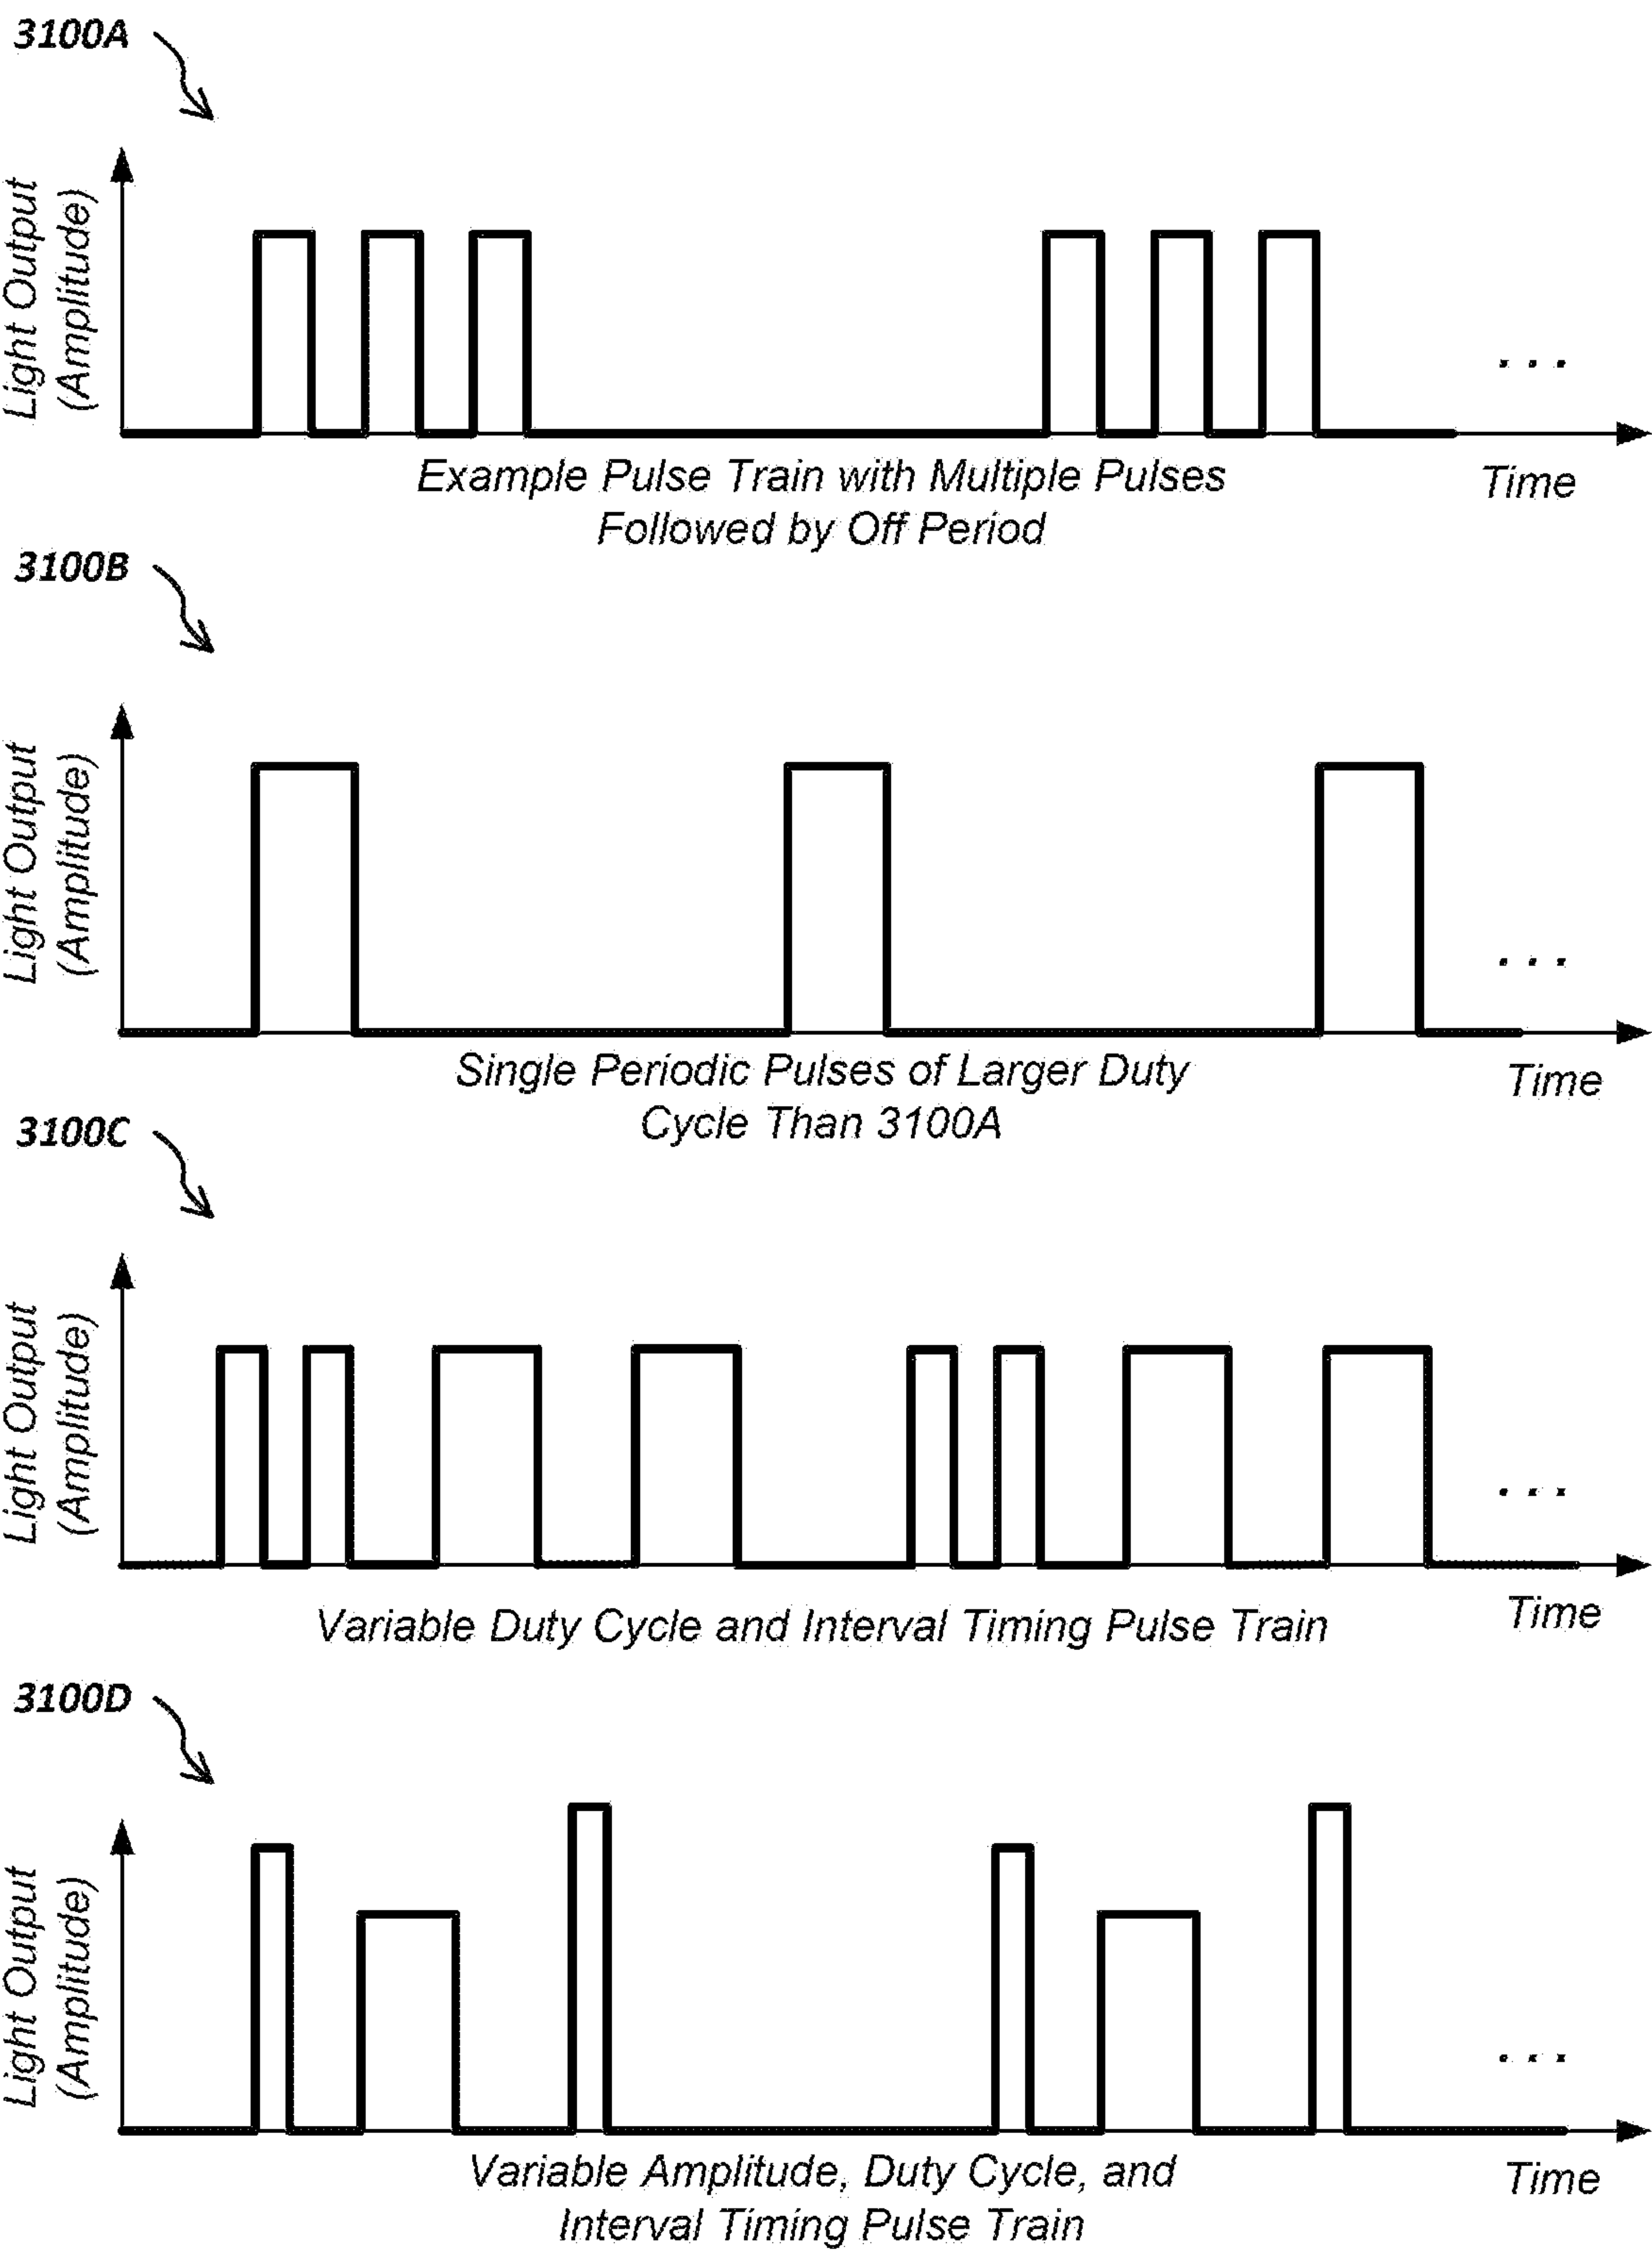 3100A
Light Output
(Amplitude)
. . .
Example Pulse Train with Multiple Pulses
Followed by Off Period
Time
3100B
Light Output
(Amplitude)
. . .
Single Periodic Pulses of Larger Duty
Cycle Than 3100A
Time
3100C
Light Output
(Amplitude)
. . .
Variable Duty Cycle and Interval Timing Pulse Train
Time
3100D
Light Output
(Amplitude)
. . .
Variable Amplitude, Duty Cycle, and
Interval Timing Pulse Train
Time